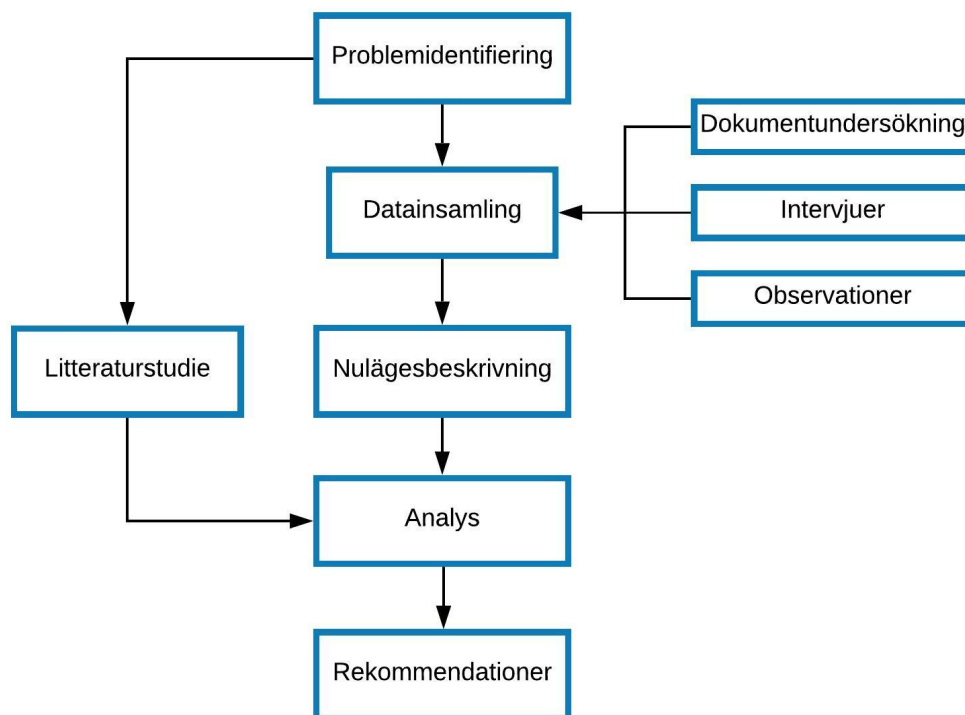 Problemidentifiering
Dokumentundersökning
Datainsamling
Intervjuer
Observationer
Litteraturstudie
Nulägesbeskrivning
Analys
Rekommendationer